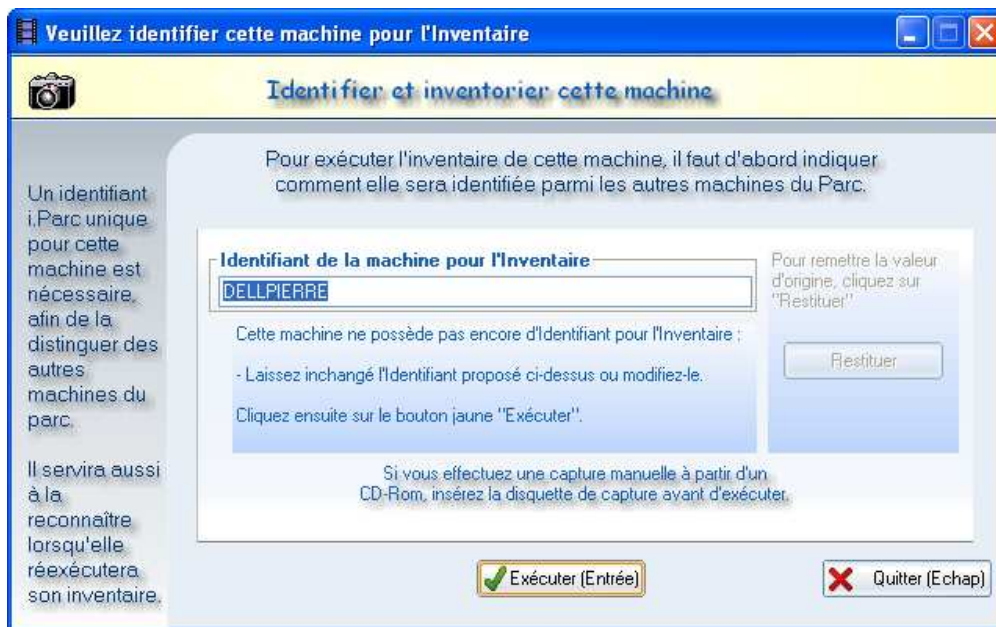 Veuillez identifier cette machine pour l'Inventaire
Identifier et inventorier cette machine
Un identifiant
i.Parc unique
pour cette
machine est
nécessaire,
afin de la
distinguer des
autres
machines du
parc.
Il servira aussi
à la
reconnaître
lorsqu'elle
réexécutera
son inventaire.
Pour exécuter l'inventaire de cette machine, il faut d'abord indiquer
comment elle sera identifiée parmi les autres machines du Parc.
Identifiant de la machine pour l'Inventaire
DELLPIERRE
Cette machine ne possède pas encore d'Identifiant pour l'Inventaire :
- Laissez inchangé l'Identifiant proposé ci-dessus ou modifiez-le.
Cliquez ensuite sur le bouton jaune "Exécuter".
Pour remettre la valeur
d'origine, cliquez sur
"Restituer"
Restituer
Si vous effectuez une capture manuelle à partir d'un
CD-Rom, insérez la disquette de capture avant d'exécuter.
Exécuter (Entrée)
Quitter (Echap)